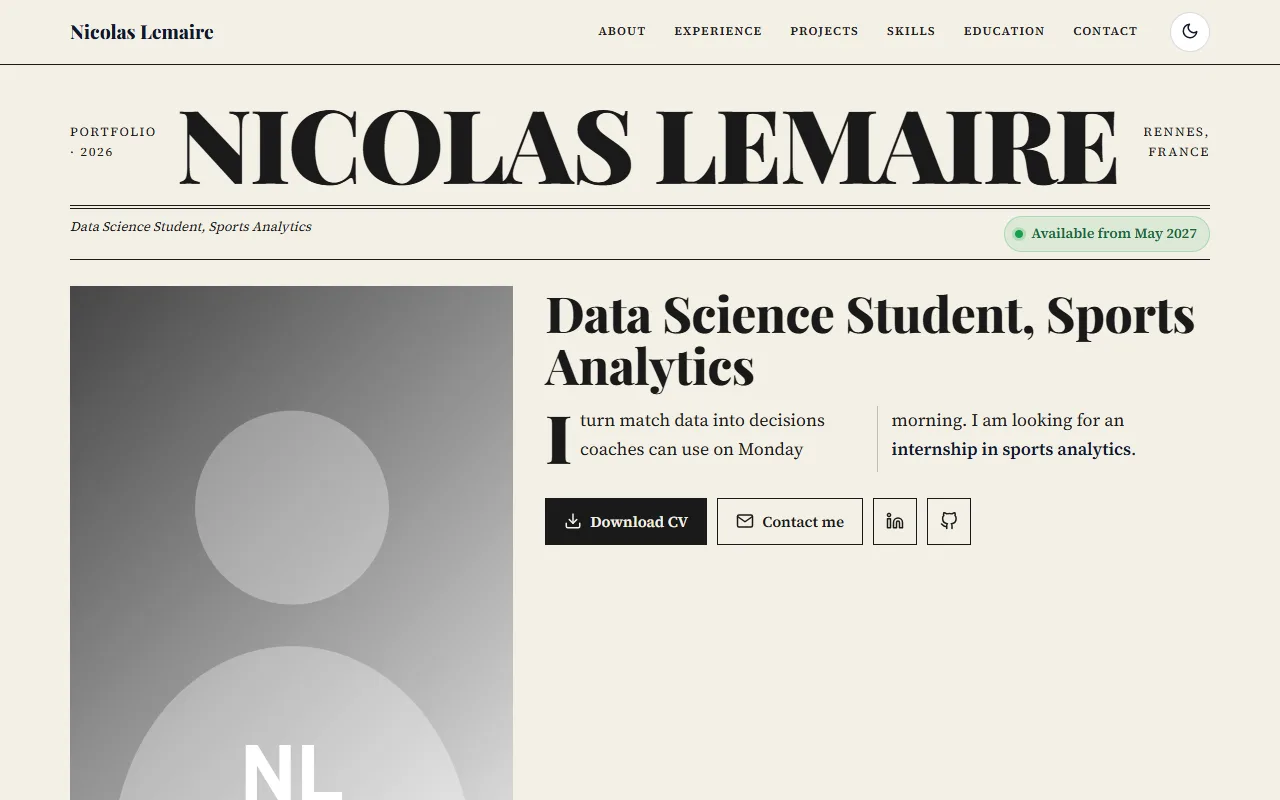 Nicolas Lemaire
ABOUT EXPERIENCE PROJECTS SKILLS EDUCATION CONTACT
PORTFOLIO
· 2026
NICOLAS LEMAIRE
RENNES,
FRANCE
Data Science Student, Sports Analytics
Available from May 2027
Data Science Student, Sports
Analytics
I turn match data into decisions
coaches can use on Monday
morning. I am looking for an
internship in sports analytics.
Download CV
Contact me
NL